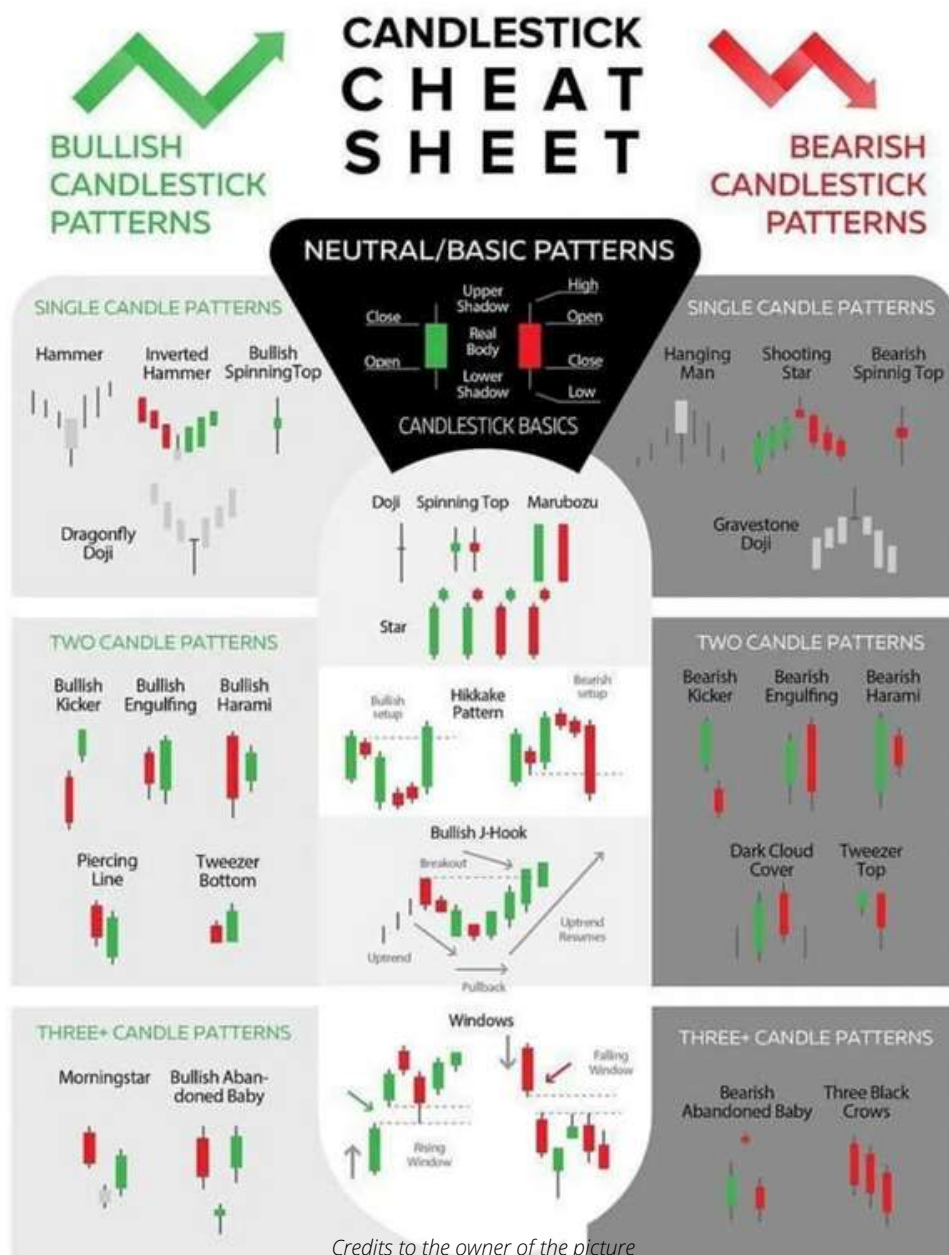 CANDLESTICK
CHEAT
SHEET
BULLISH
CANDLESTICK
PATTERNS
BEARISH
CANDLESTICK
PATTERNS
NEUTRAL/BASIC PATTERNS
Close
Open
Upper
Shadow
Real
Body
Lower
Shadow
High
Open
Close
Low
CANDLESTICK BASICS
SINGLE CANDLE PATTERNS
Hammer
Inverted
Hammer
Bullish
SpinningTop
Dragonfly
Doji
SINGLE CANDLE PATTERNS
Hanging
Man
Shooting
Star
Bearish
Spinnig Top
Gravestone
Doji
Doji
Spinning Top
Marubozu
Star
TWO CANDLE PATTERNS
Bullish
Kicker
Bullish
Engulfing
Bullish
Harami
Piercing
Line
Tweezer
Bottom
Bullish
setup
Hikkake
Pattern
Bearish
setup
Bullish J-Hook
Breakout
Uptrend
Pullback
Uptrend
Resumes
TWO CANDLE PATTERNS
Bearish
Kicker
Bearish
Engulfing
Bearish
Harami
Dark Cloud
Cover
Tweezer
Top
THREE+ CANDLE PATTERNS
Morningstar
Bullish Aban-
doned Baby
Windows
Rising
Window
Falling
Window
THREE+ CANDLE PATTERNS
Bearish
Abandoned Baby
Three Black
Crows
Credits to the owner of the picture